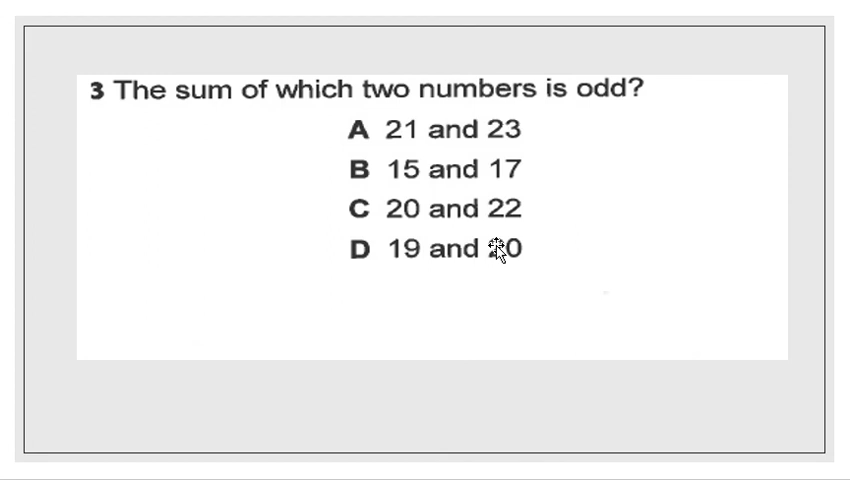 3 The sum of which two numbers is odd?
A 21 and 23
B 15 and 17
C 20 and 22
D 19 and 20